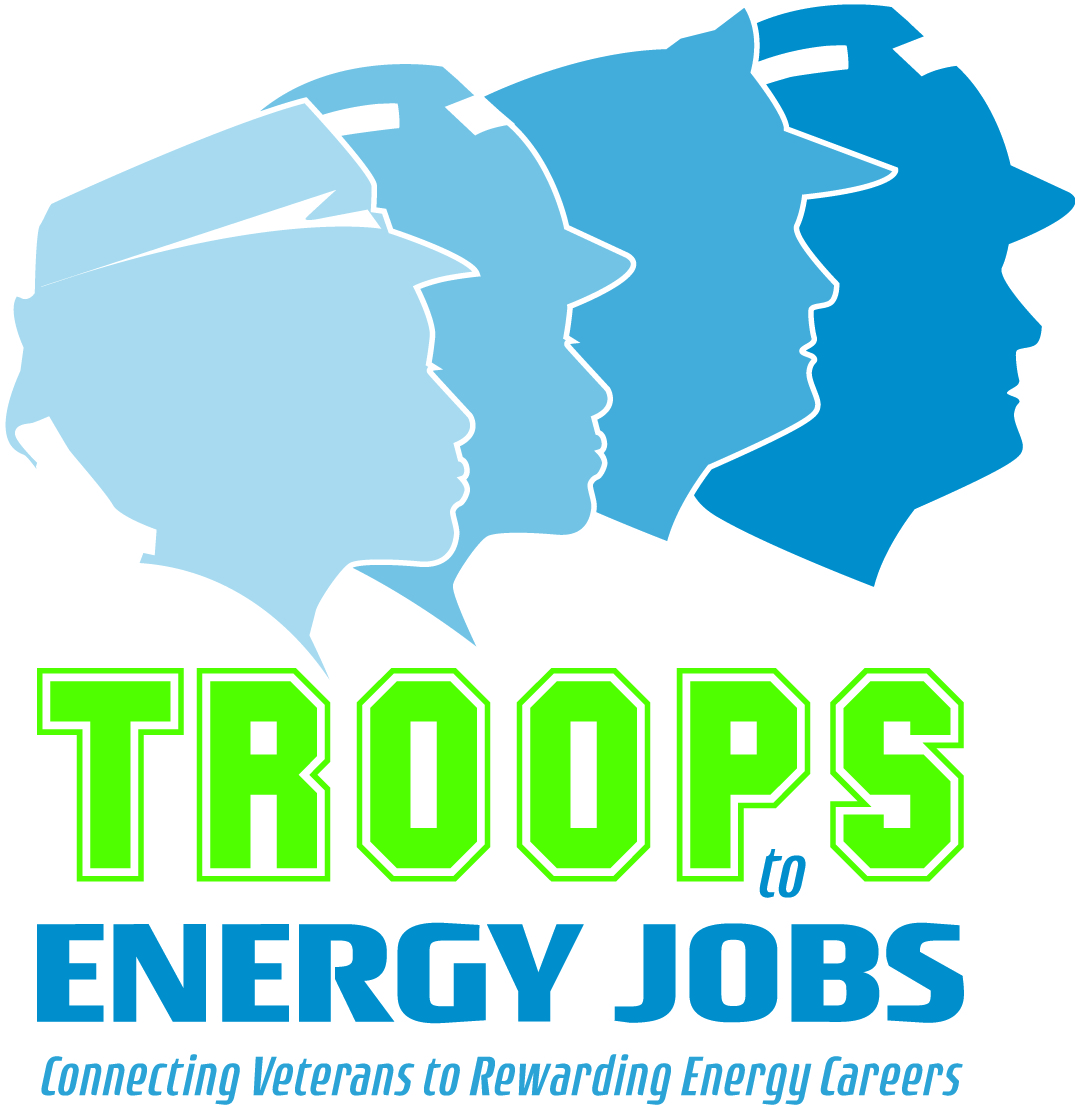 TROOPS
to
ENERGY JOBS
Connecting Veterans to Rewarding Energy Careers